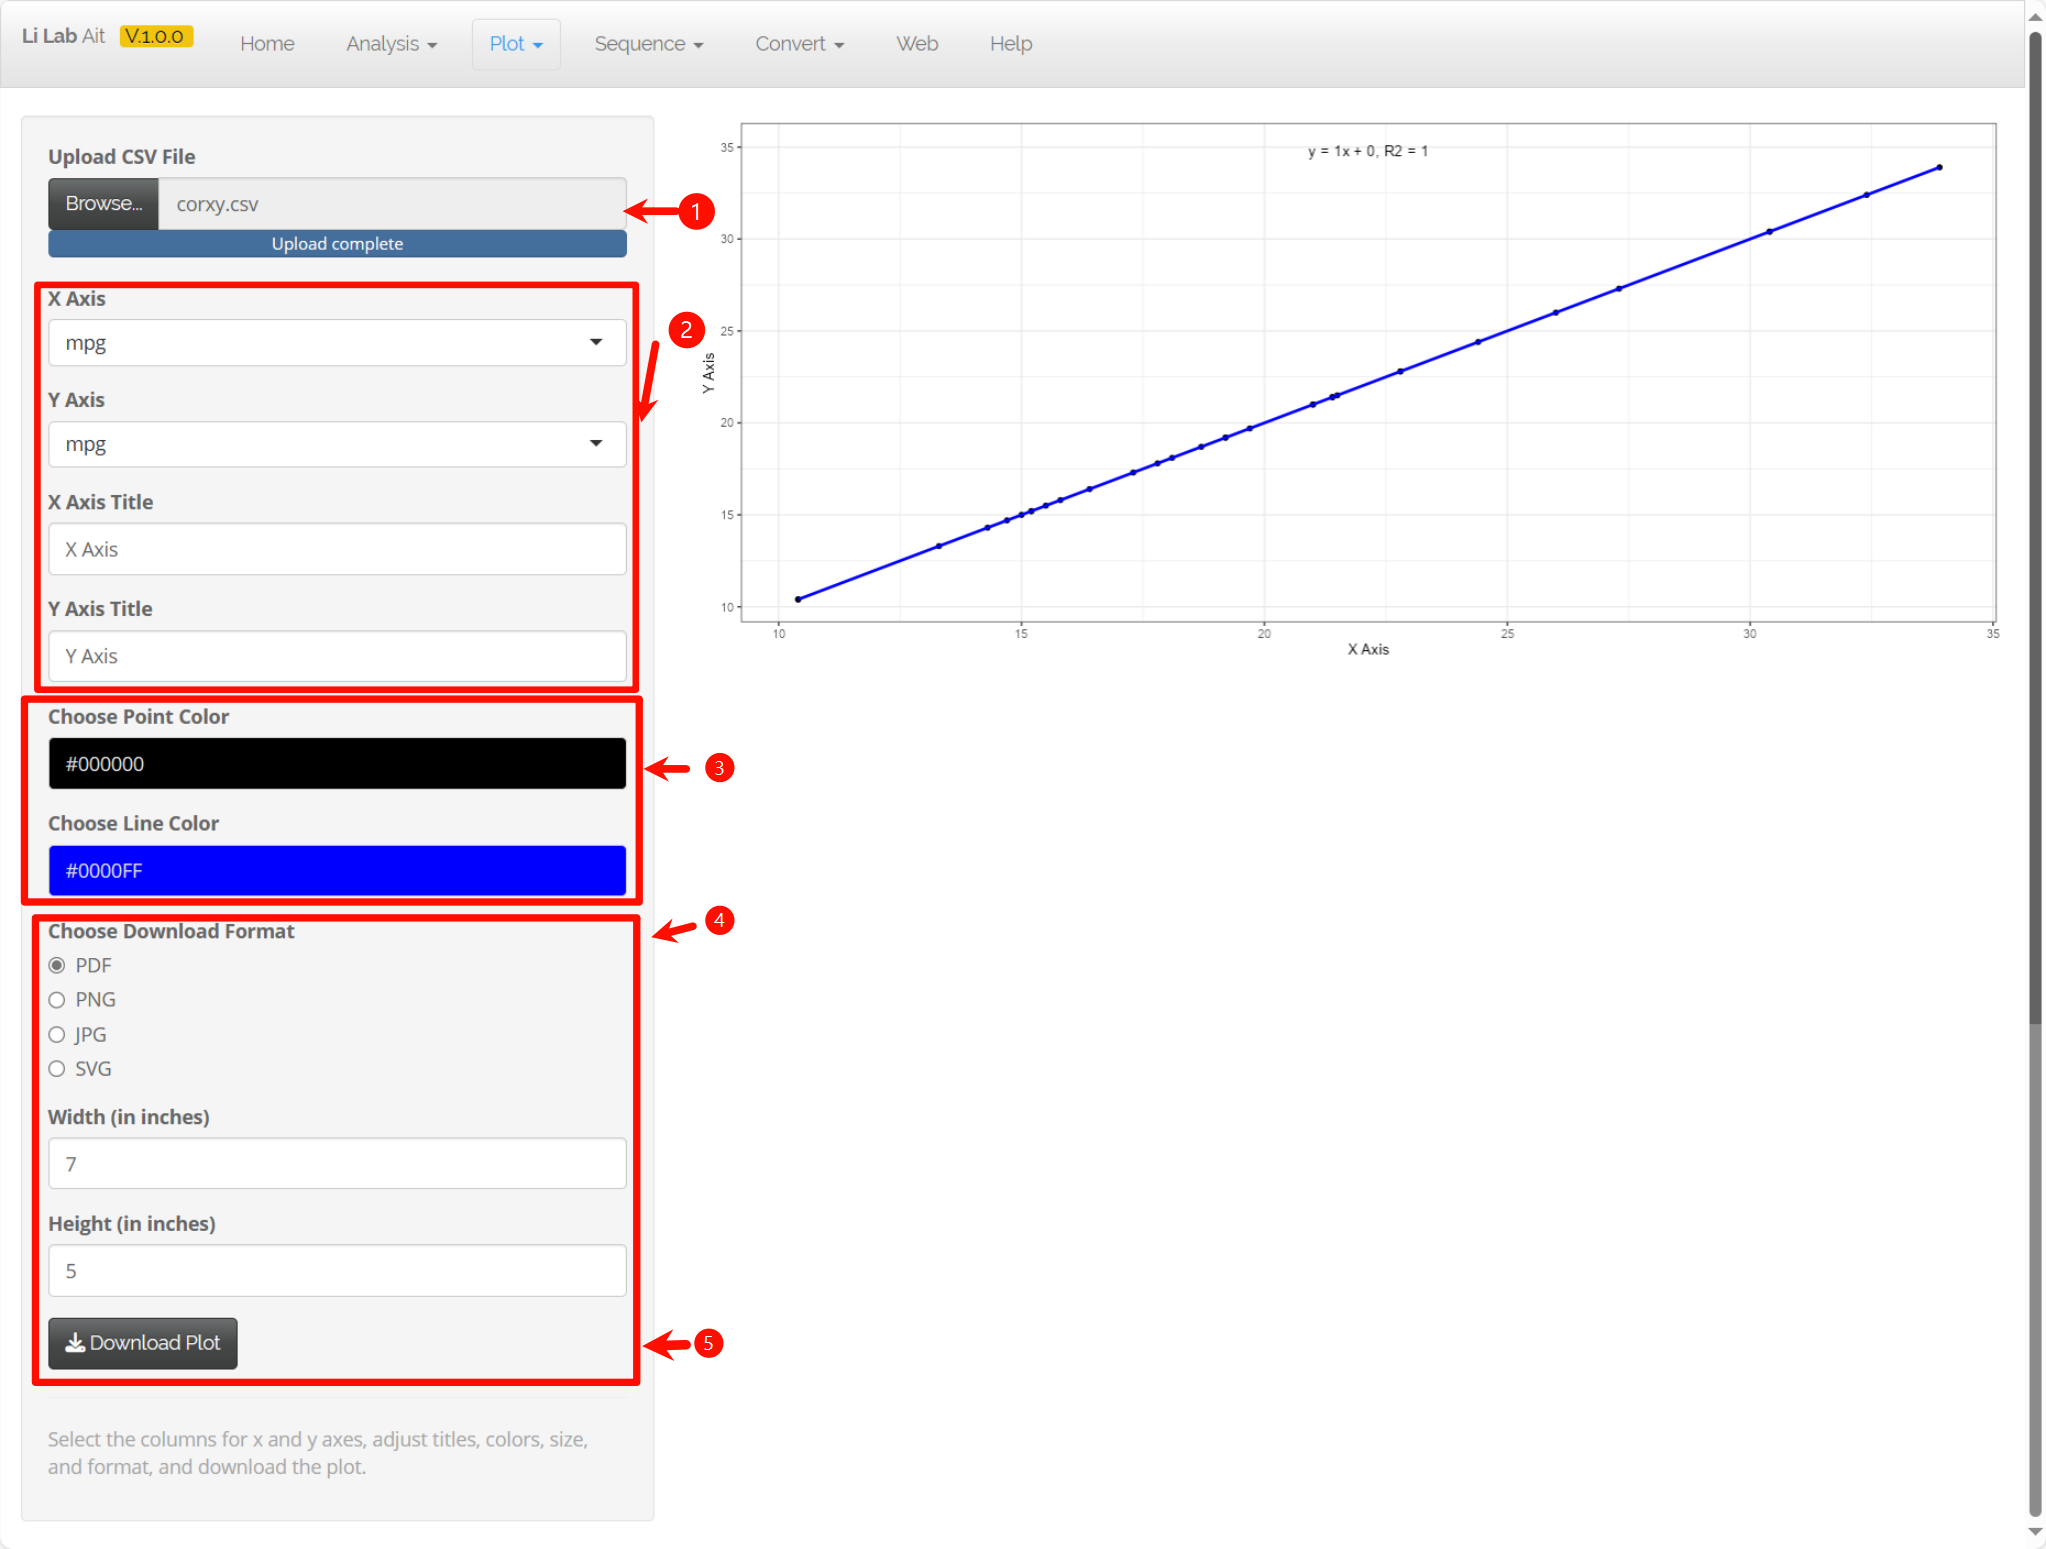 Li Lab Ait V.1.0.0 Home Analysis Plot Sequence Convert Web Help
Upload CSV File
Browse... corxy.csv
Upload complete
1
X Axis
mpg
2
Y Axis
mpg
X Axis Title
X Axis
Y Axis Title
Y Axis
Choose Point Color
#000000
3
Choose Line Color
#0000FF
4
Choose Download Format
PDF
PNG
JPG
SVG
Width (in inches)
7
Height (in inches)
5
Download Plot
5
Select the columns for x and y axes, adjust titles, colors, size,
and format, and download the plot.
y = 1x + 0, R2 = 1
35
30
25
20
15
10
Y Axis
10 15 20 25 30 35
X Axis